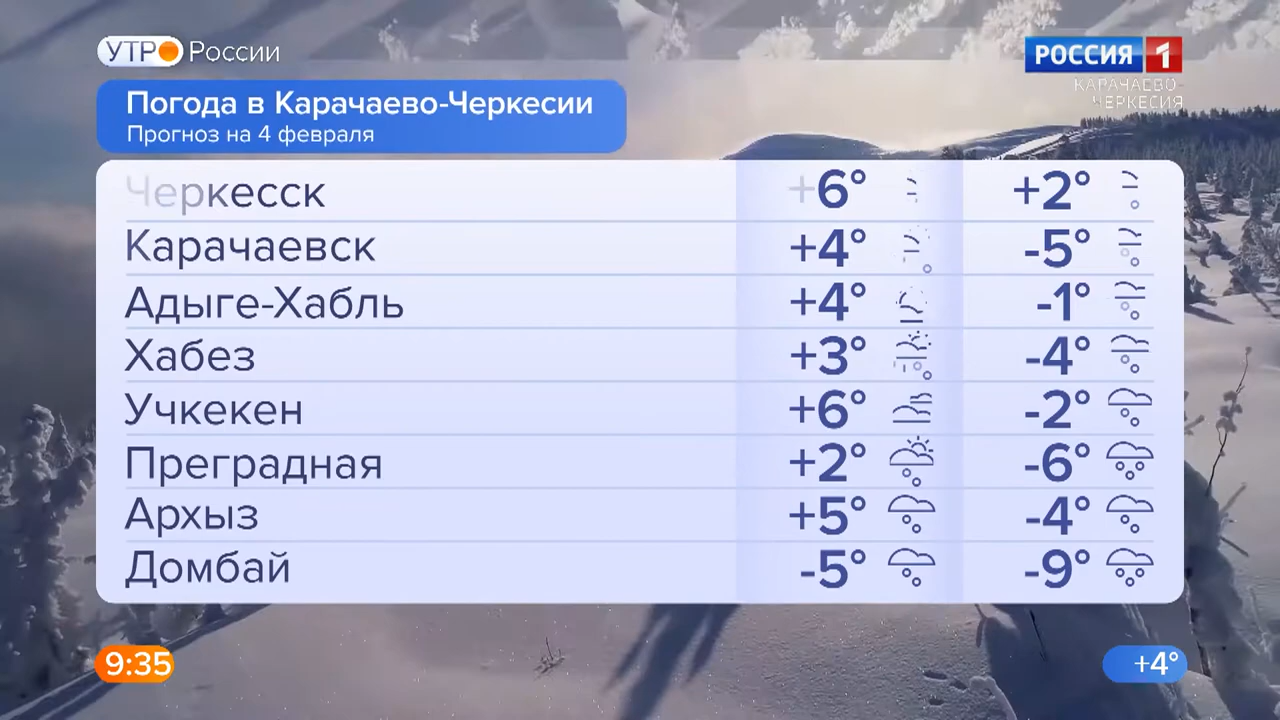 УТРО России
РОССИЯ 1
КАРАЧАЕВО-
ЧЕРКЕСИЯ
Погода в Карачаево-Черкесии
Прогноз на 4 февраля
Черкесск +6° +2°
Карачаевск +4° -5°
Адыге-Хабль +4° -1°
Хабез +3° -4°
Учкекен +6° -2°
Преградная +2° -6°
Архыз +5° -4°
Домбай -5° -9°
9:35
+4°